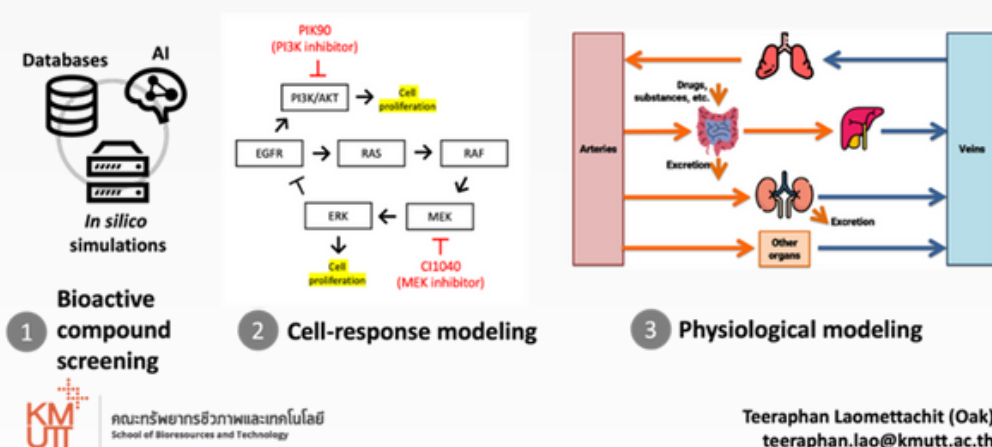 Databases
AI
In silico
simulations
1
Bioactive
compound
screening
PIK90
(PI3K inhibitor)
PI3K/AKT
Cell
proliferation
EGFR
RAS
RAF
ERK
MEK
Cell
proliferation
CI1040
(MEK inhibitor)
2
Cell-response modeling
Arteries
Drugs,
substances, etc.
Excretion
Excretion
Other
organs
Veins
3
Physiological modeling
KM
UTT
คณะทรัพยากรชีวภาพและเทคโนโลยี
School of Bioresources and Technology
Teeraphan Laomettachit (Oak)
teeraphan.lao@kmutt.ac.th